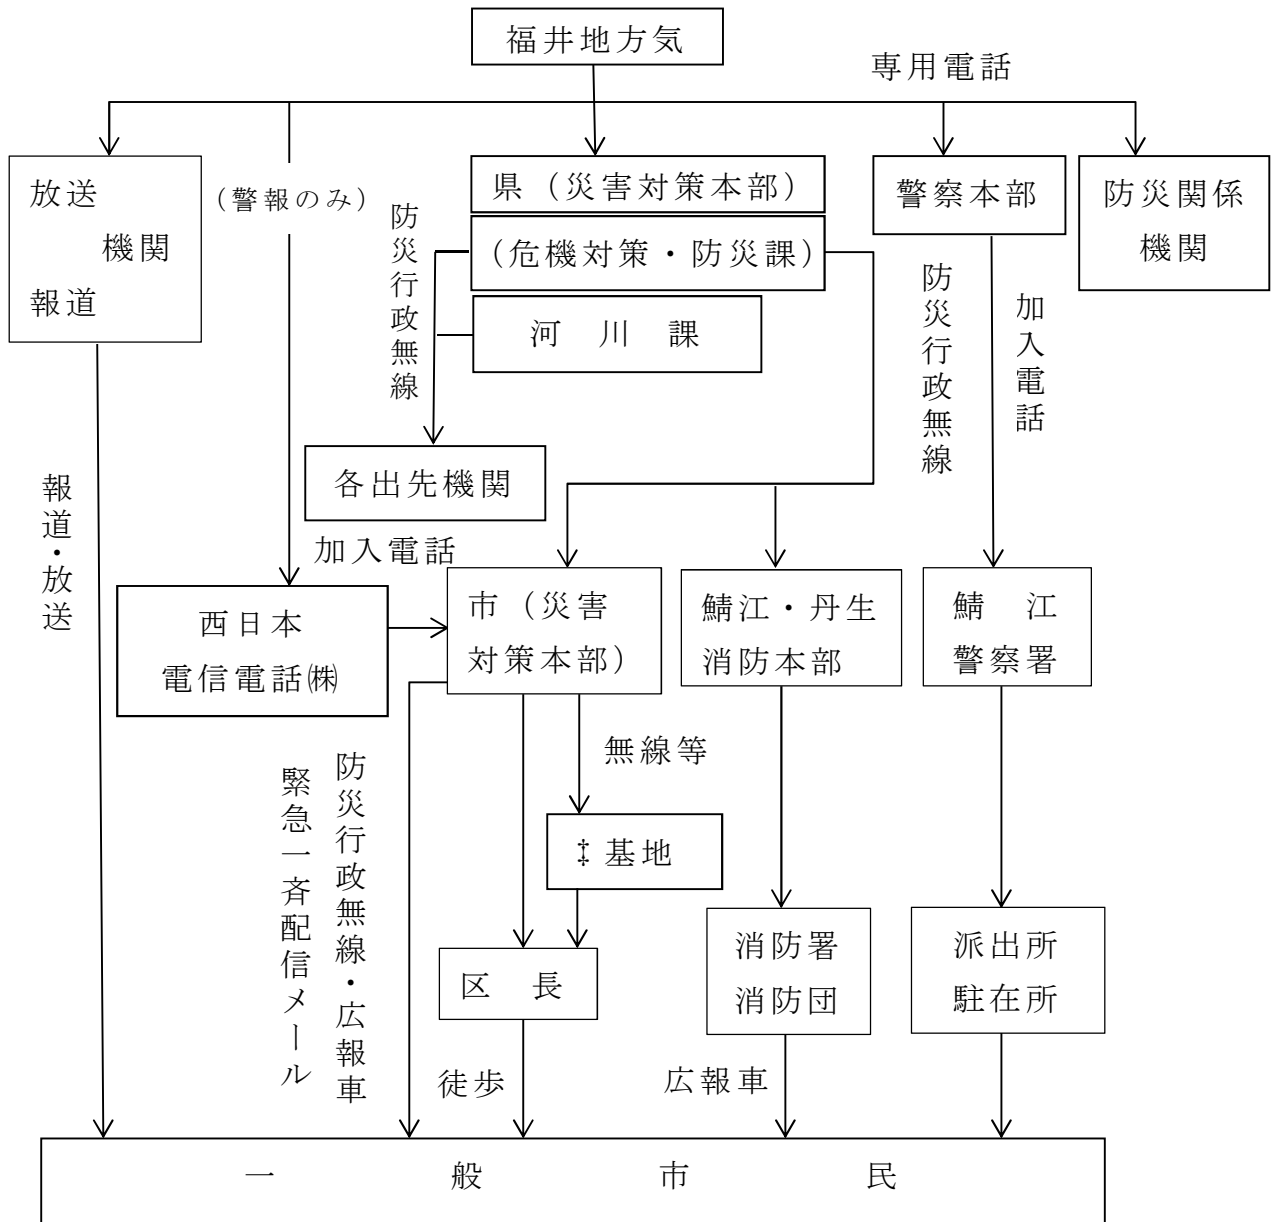 福井地方気
専用電話
放送
機関
報道
(警報のみ)
県（災害対策本部）
(危機対策・防災課)
河川課
防災行政無線
警察本部
防災関係
機関
防災行政無線
加入電話
各出先機関
報道・放送
加入電話
西日本
電信電話㈱
市（災害
対策本部）
鯖江・丹生
消防本部
鯖江
警察署
無線等
緊急一斉配信メール
防災行政無線・広報車
‡基地
区長
消防署
消防団
派出所
駐在所
徒歩
広報車
一般市民